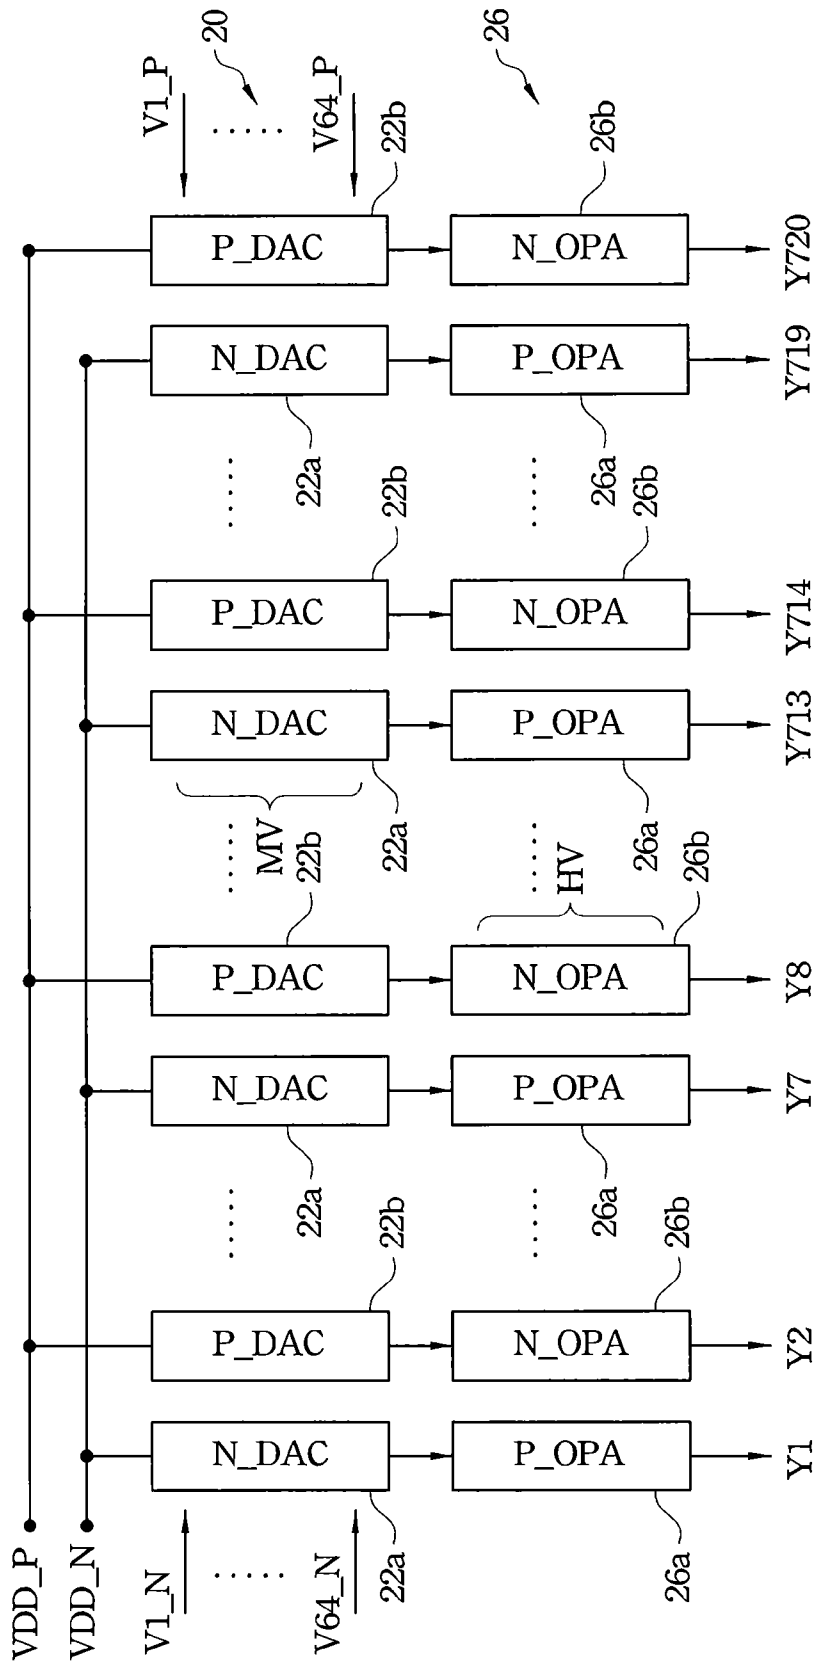 20
26
V1_P
.....
V64_P
22b
26b
P_DAC
N_OPA
Y720
N_DAC
P_OPA
Y719
22a
26a
.....
.....
22b
26b
P_DAC
N_OPA
Y714
N_DAC
P_OPA
Y713
22a
26a
MV
.....
HV
.....
22b
26b
P_DAC
N_OPA
Y8
N_DAC
P_OPA
Y7
22a
26a
.....
.....
22b
26b
P_DAC
N_OPA
Y2
N_DAC
P_OPA
Y1
22a
26a
VDD_P
VDD_N
V1_N
.....
V64_N